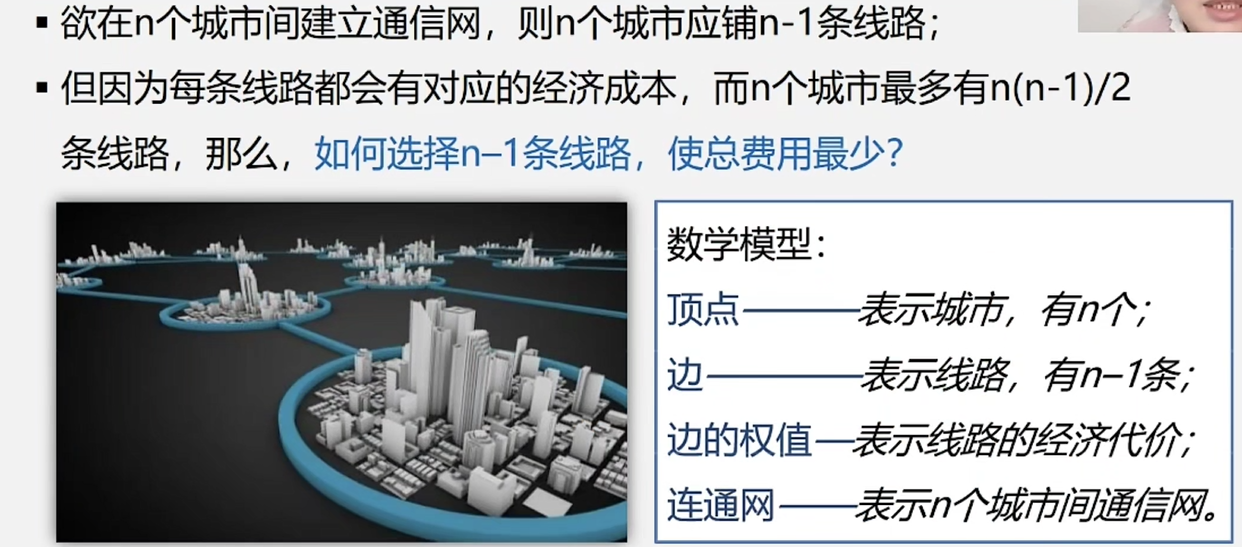 ▪ 欲在n个城市间建立通信网，则n个城市应铺n-1条线路；
▪ 但因为每条线路都会有对应的经济成本，而n个城市最多有n(n-1)/2
条线路，那么，如何选择n–1条线路，使总费用最少？
数学模型：
顶点———表示城市，有n个；
边————表示线路，有n–1条；
边的权值—表示线路的经济代价；
连通网——表示n个城市间通信网。